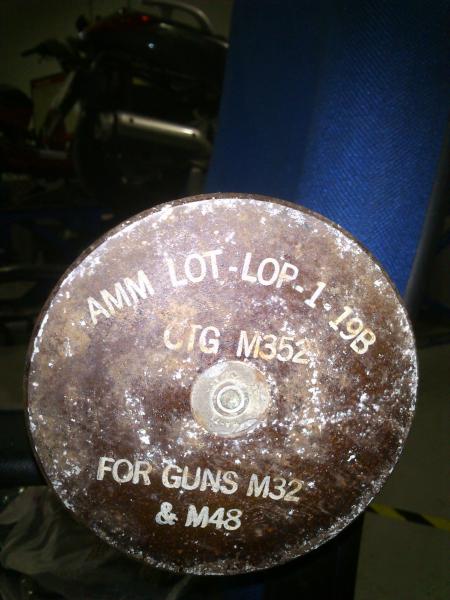 AMM LOT-LOP-1-19B
CTG M352
FOR GUNS M32
& M48